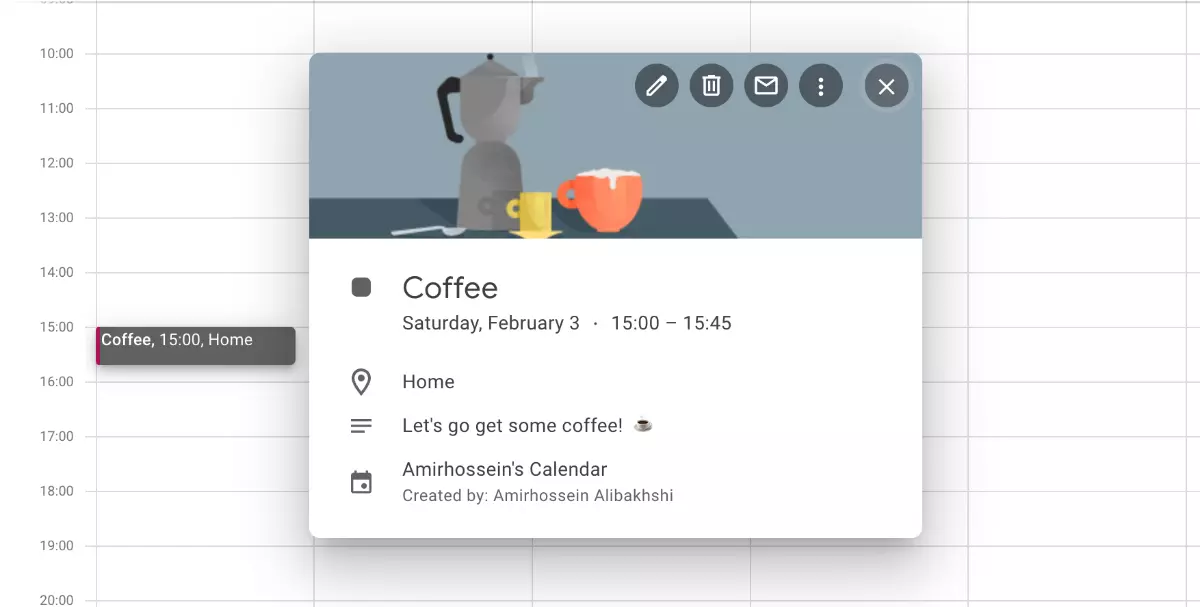 09:00
10:00
11:00
12:00
13:00
14:00
15:00
Coffee, 15:00, Home
16:00
17:00
18:00
19:00
20:00
Coffee
Saturday, February 3 · 15:00 – 15:45
Home
Let's go get some coffee! ☕
Amirhossein's Calendar
Created by: Amirhossein Alibakhshi